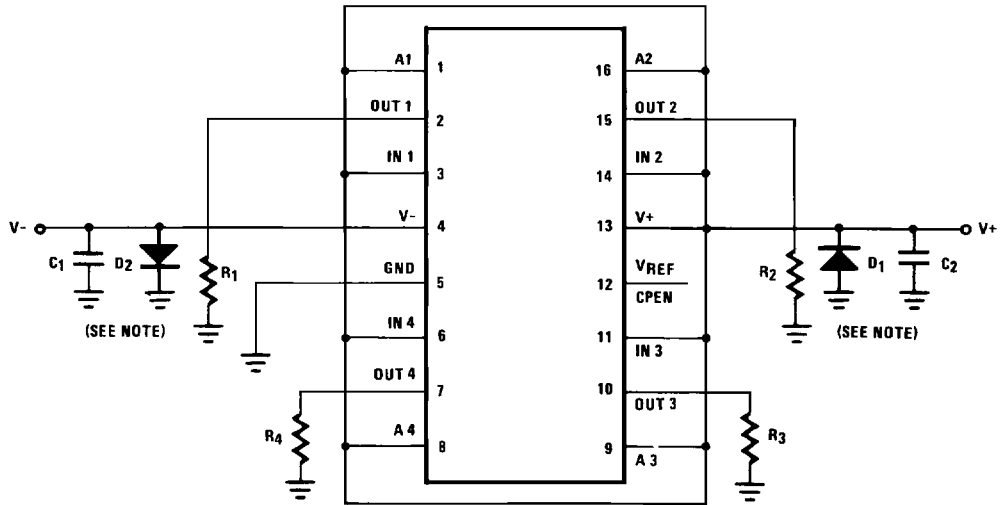 A1 1 16 A2
OUT 1 2 15 OUT 2
IN 1 3 14 IN 2
V- V- 4 13 V+ V+
C1 D2 R1 GND 5 12 VREF R2 D1 C2
CPEN
(SEE NOTE) IN 4 6 11 IN 3 (SEE NOTE)
OUT 4 7 10 OUT 3
R4 R3
A 4 8 9 A 3